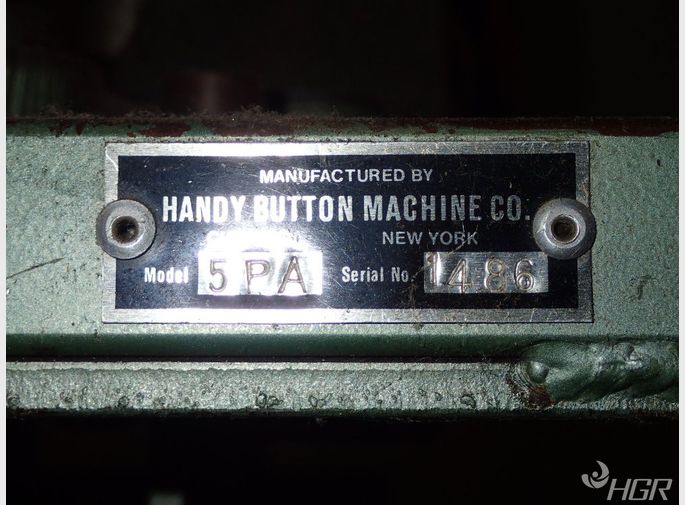 MANUFACTURED BY
HANDY BUTTON MACHINE CO.
NEW YORK
Model 5PA Serial No. 1486
HGR